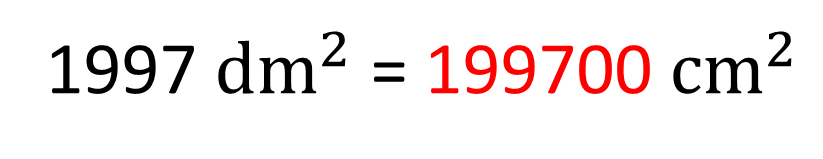 1997 dm² = 199700 cm²